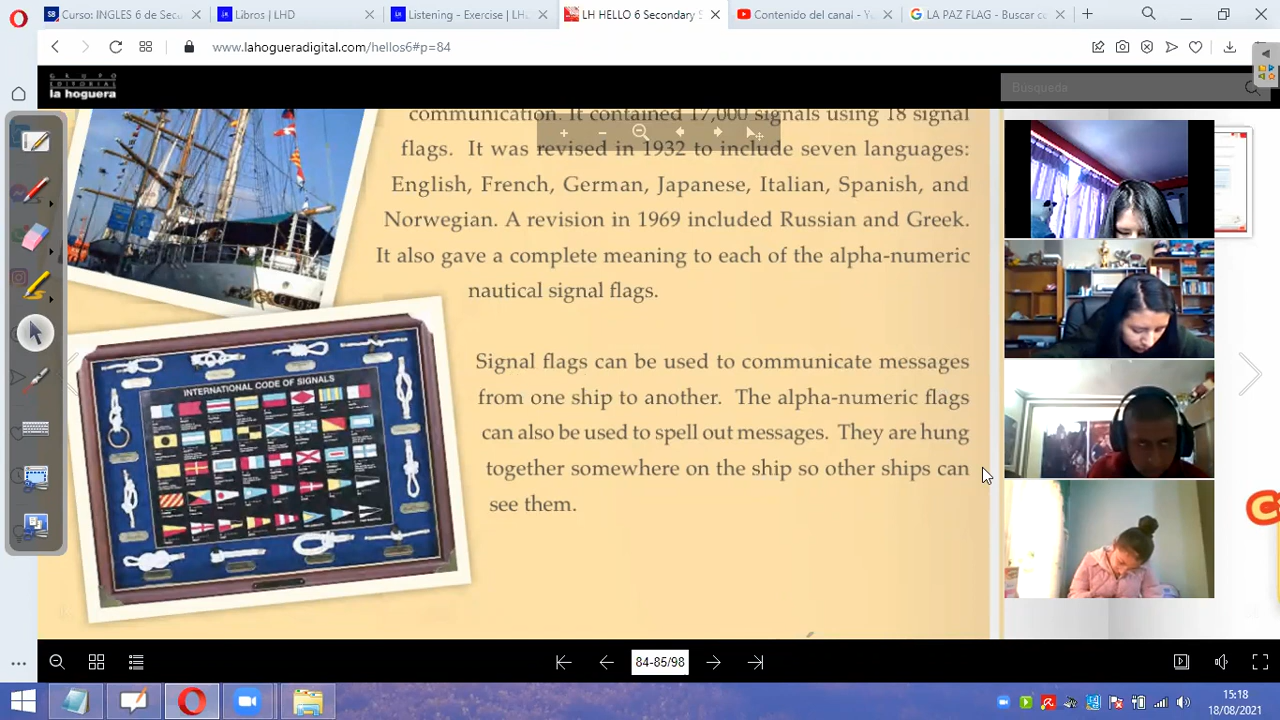 SB Curso: INGLES 6 de Sec
Libros | LHD
Listening - Exercise | LH
LH HELLO 6 Secondary S
Contenido del canal - Yo
LA PAZ FLAG - Buscar co
www.lahogueradigital.com/hellos6#p=84
GRUPO
EDITORIAL
la hoguera
Búsqueda
communication. It contained 17,000 signals using 18 signal
flags. It was revised in 1932 to include seven languages:
English, French, German, Japanese, Italian, Spanish, and
Norwegian. A revision in 1969 included Russian and Greek.
It also gave a complete meaning to each of the alpha-numeric
nautical signal flags.
INTERNATIONAL CODE OF SIGNALS
Signal flags can be used to communicate messages
from one ship to another. The alpha-numeric flags
can also be used to spell out messages. They are hung
together somewhere on the ship so other ships can
see them.
84-85/98
15:18
18/08/2021